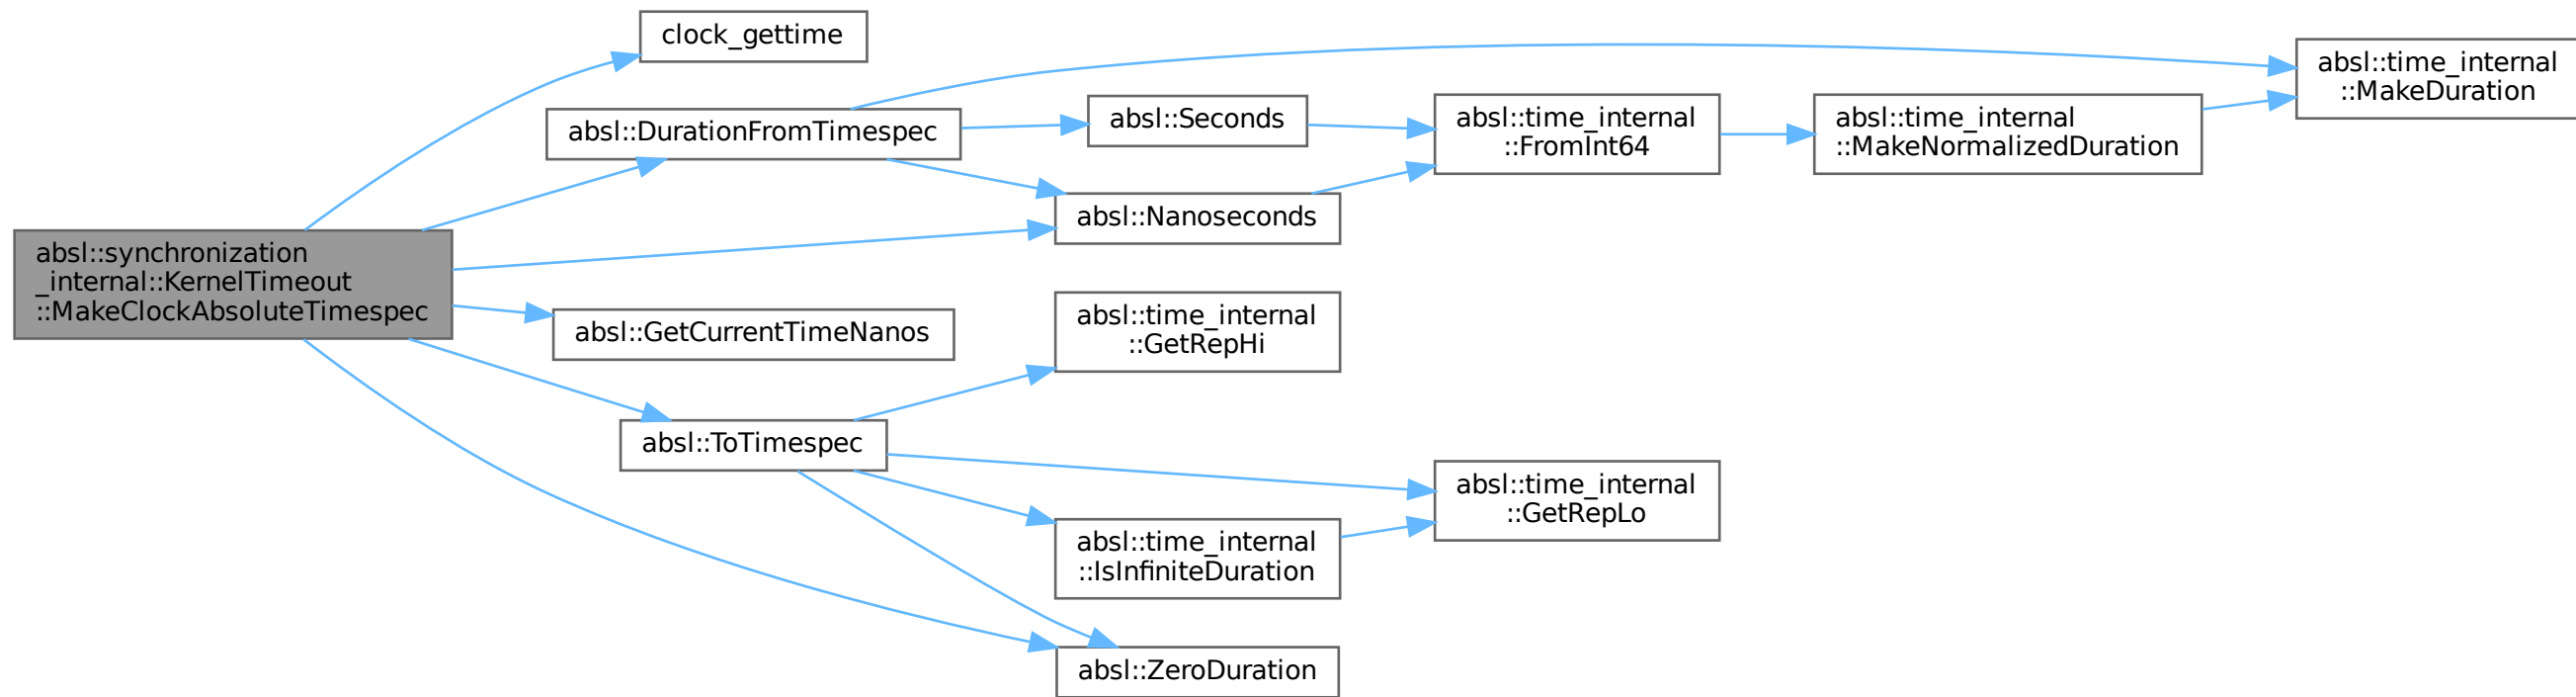 clock_gettime
absl::time_internal
::MakeDuration
absl::DurationFromTimespec
absl::Seconds
absl::time_internal
::FromInt64
absl::time_internal
::MakeNormalizedDuration
absl::Nanoseconds
absl::synchronization
_internal::KernelTimeout
::MakeClockAbsoluteTimespec
absl::GetCurrentTimeNanos
absl::time_internal
::GetRepHi
absl::ToTimespec
absl::time_internal
::GetRepLo
absl::time_internal
::IsInfiniteDuration
absl::ZeroDuration